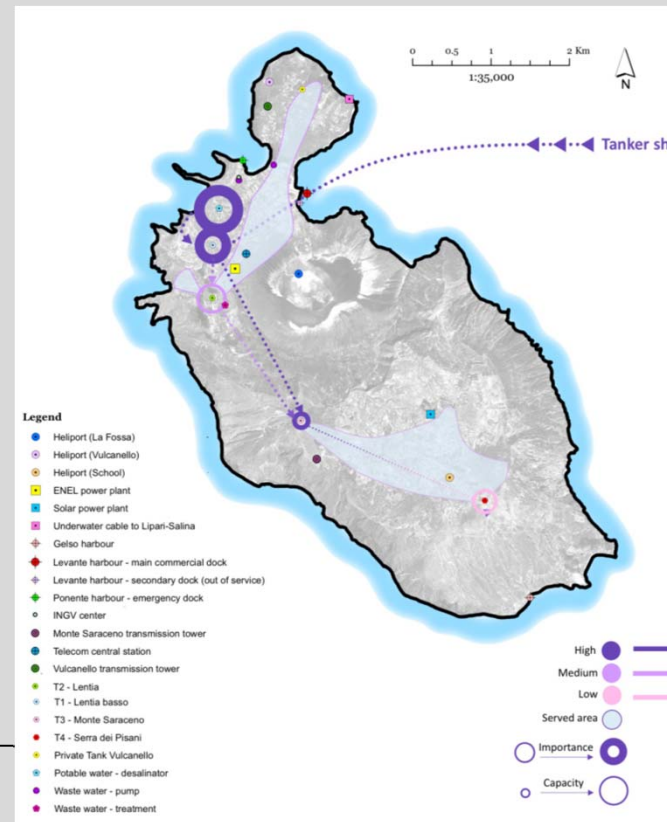 0 0.5 1 2 Km
1:35,000
N
Tanker sh
Legend
Heliport (La Fossa)
Heliport (Vulcanello)
Heliport (School)
ENEL power plant
Solar power plant
Underwater cable to Lipari-Salina
Gelso harbour
Levante harbour - main commercial dock
Levante harbour - secondary dock (out of service)
Ponente harbour - emergency dock
INGV center
Monte Saraceno transmission tower
Telecom central station
Vulcanello transmission tower
T2 - Lentia
T1 - Lentia basso
T3 - Monte Saraceno
T4 - Serra dei Pisani
Private Tank Vulcanello
Potable water - desalinator
Waste water - pump
Waste water - treatment
High
Medium
Low
Served area
Importance
Capacity